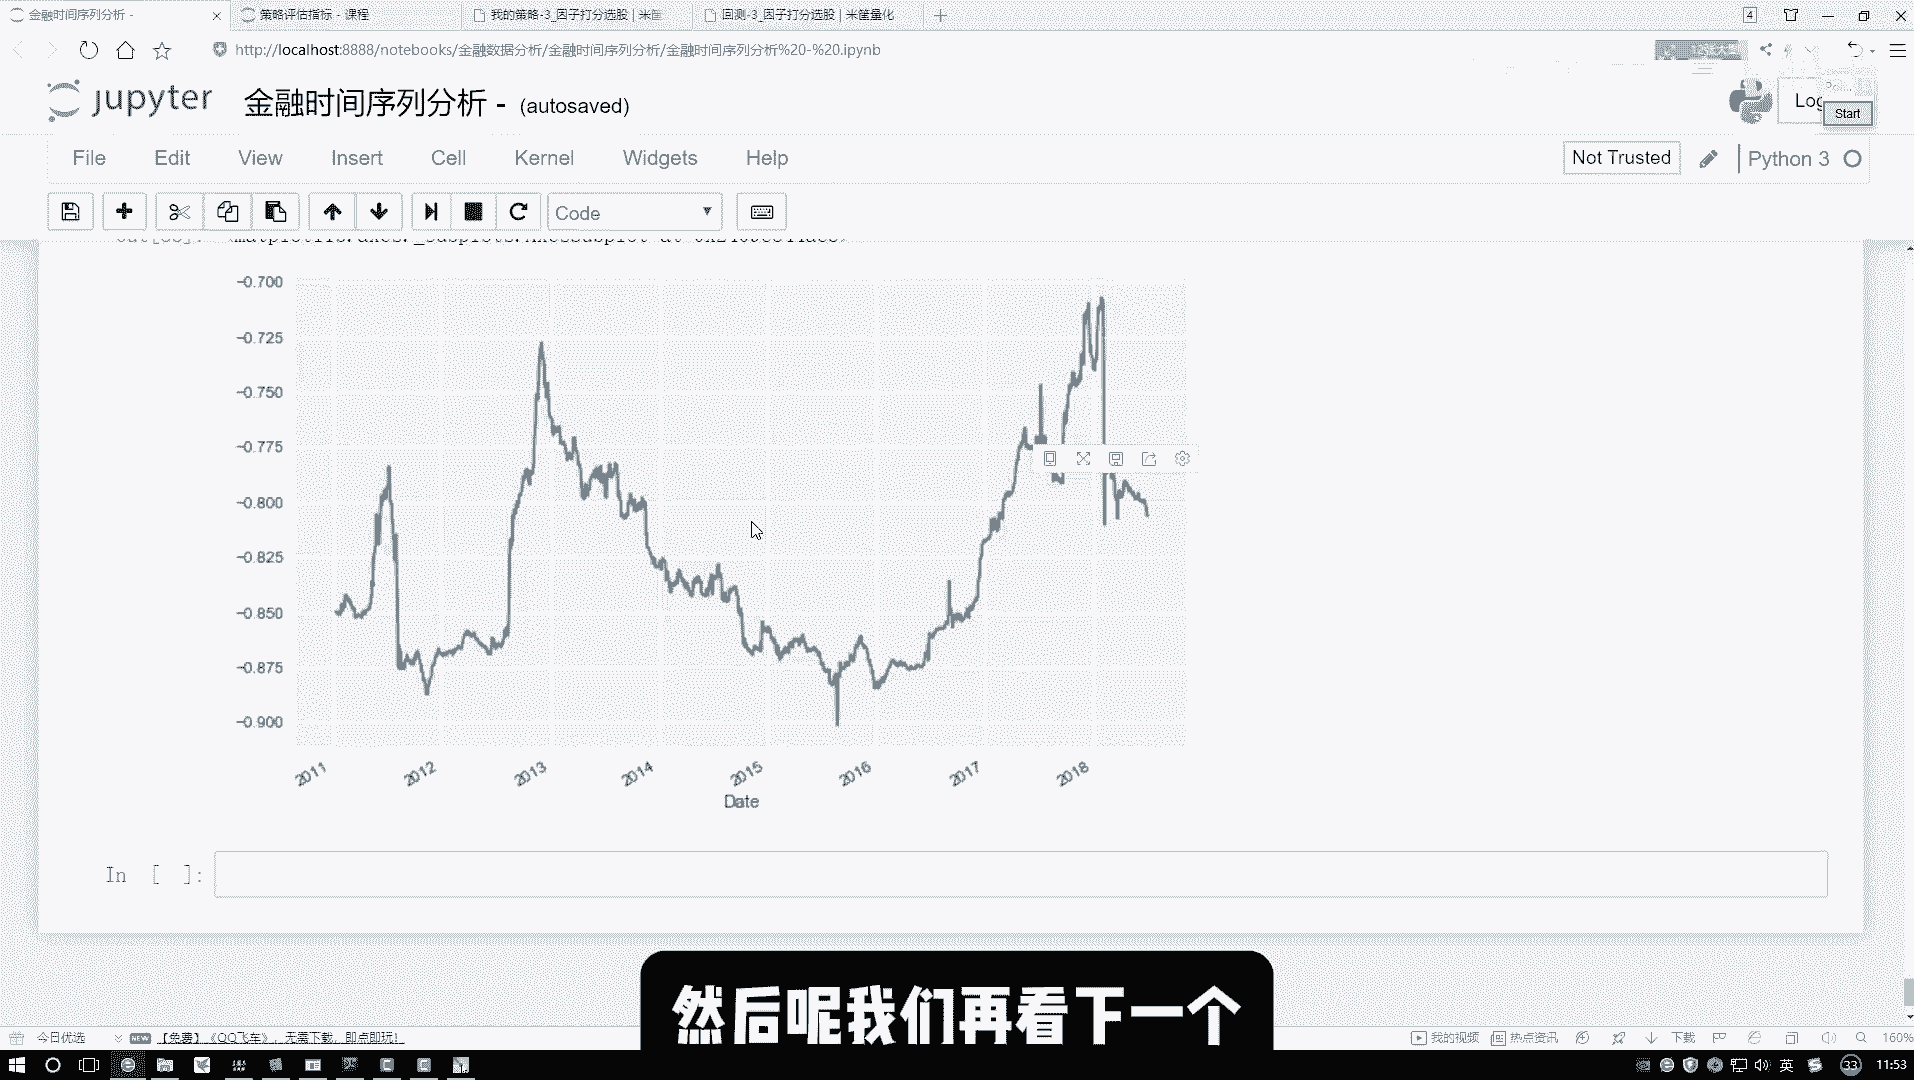 金融时间序列分析 -
策略评估指标 - 课程
我的策略-3_因子打分选股 | 米筐
回测-3_因子打分选股 | 米筐量化
4
http://localhost:8888/notebooks/金融数据分析/金融时间序列分析/金融时间序列分析%20-%20.ipynb
jupyter
金融时间序列分析 - (autosaved)
Log
Start
File Edit View Insert Cell Kernel Widgets Help
Not Trusted
Python 3
Code
-0.700
-0.725
-0.750
-0.775
-0.800
-0.825
-0.850
-0.875
-0.900
2011 2012 2013 2014 2015 2016 2017 2018
Date
In [ ]:
然后呢我们再看下一个
今日优选
NEW 【免费】《QQ飞车》，无需下载，即点即玩！
我的视频
热点资讯
下载
160%
英
33
11:53